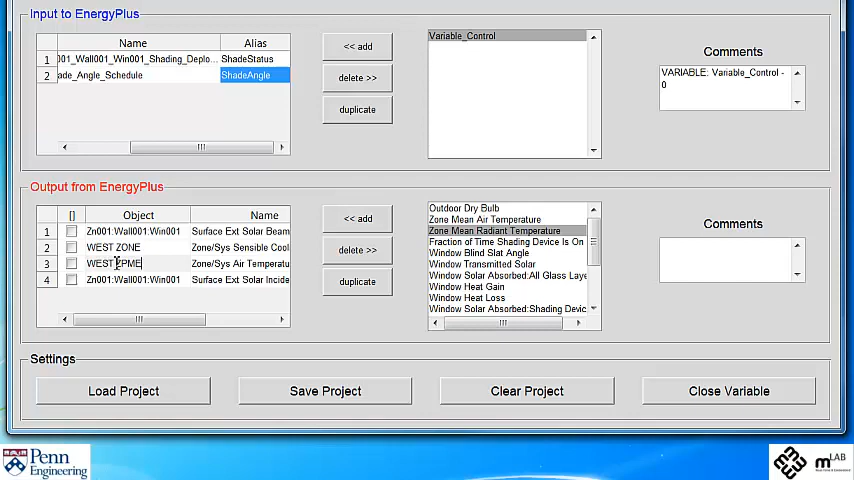 Input to EnergyPlus
Name Alias
1 )01_Wall001_Win001_Shading_Deplo... ShadeStatus
2 ade_Angle_Schedule ShadeAngle
<< add
delete >>
duplicate
Variable_Control
Comments
VARIABLE: Variable_Control -
0
Output from EnergyPlus
[] Object Name
1 Zn001:Wall001:Win001 Surface Ext Solar Beam
2 WEST ZONE Zone/Sys Sensible Cool
3 WEST ZPME Zone/Sys Air Temperatu
4 Zn001:Wall001:Win001 Surface Ext Solar Incide
<< add
delete >>
duplicate
Outdoor Dry Bulb
Zone Mean Air Temperature
Zone Mean Radiant Temperature
Fraction of Time Shading Device Is On
Window Blind Slat Angle
Window Transmitted Solar
Window Solar Absorbed:All Glass Laye
Window Heat Gain
Window Heat Loss
Window Solar Absorbed:Shading Devic
Comments
Settings
Load Project
Save Project
Clear Project
Close Variable
Penn
Engineering
mLAB